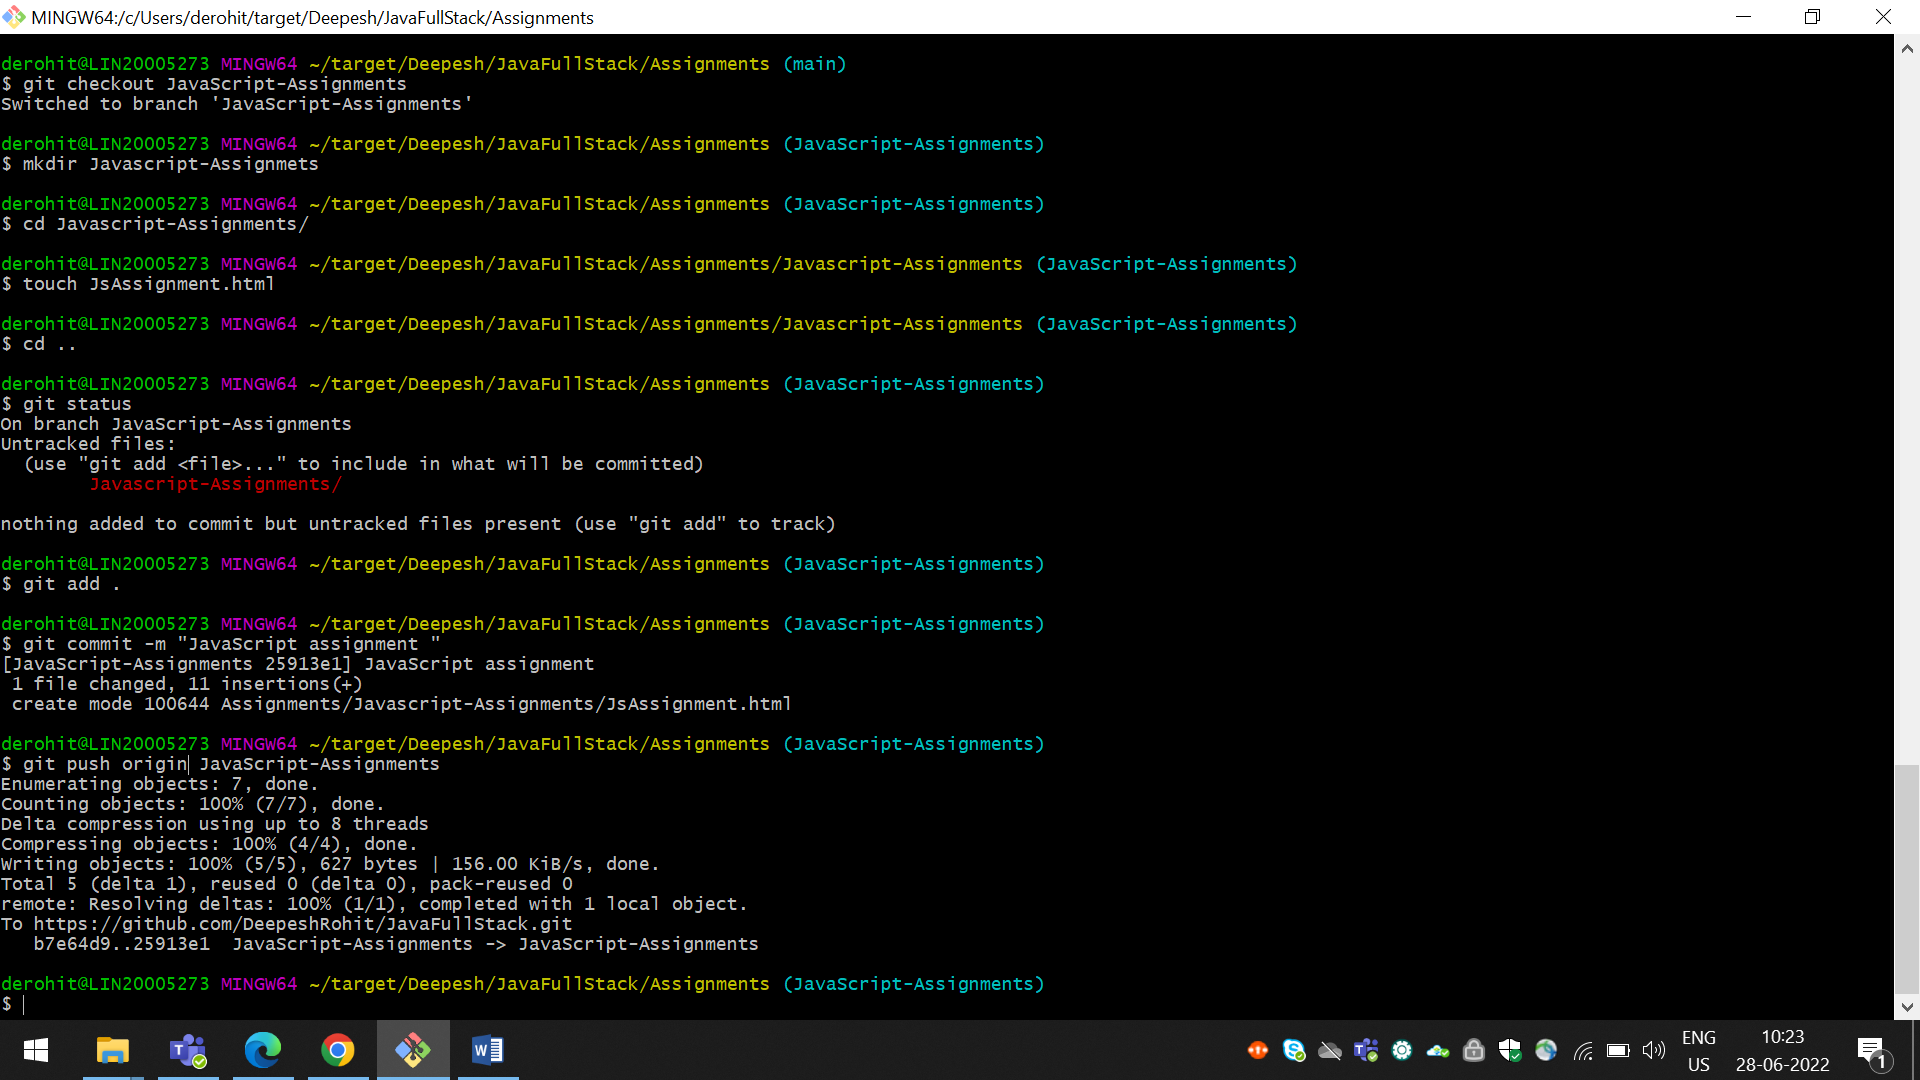 MINGW64:/c/Users/derohit/target/Deepesh/JavaFullStack/Assignments
derohit@LIN20005273 MINGW64 ~/target/Deepesh/JavaFullStack/Assignments (main)
$ git checkout JavaScript-Assignments
Switched to branch 'JavaScript-Assignments'
derohit@LIN20005273 MINGW64 ~/target/Deepesh/JavaFullStack/Assignments (JavaScript-Assignments)
$ mkdir Javascript-Assignmets
derohit@LIN20005273 MINGW64 ~/target/Deepesh/JavaFullStack/Assignments (JavaScript-Assignments)
$ cd Javascript-Assignments/
derohit@LIN20005273 MINGW64 ~/target/Deepesh/JavaFullStack/Assignments/Javascript-Assignments (JavaScript-Assignments)
$ touch JsAssignment.html
derohit@LIN20005273 MINGW64 ~/target/Deepesh/JavaFullStack/Assignments/Javascript-Assignments (JavaScript-Assignments)
$ cd ..
derohit@LIN20005273 MINGW64 ~/target/Deepesh/JavaFullStack/Assignments (JavaScript-Assignments)
$ git status
On branch JavaScript-Assignments
Untracked files:
(use "git add <file>..." to include in what will be committed)
Javascript-Assignments/
nothing added to commit but untracked files present (use "git add" to track)
derohit@LIN20005273 MINGW64 ~/target/Deepesh/JavaFullStack/Assignments (JavaScript-Assignments)
$ git add .
derohit@LIN20005273 MINGW64 ~/target/Deepesh/JavaFullStack/Assignments (JavaScript-Assignments)
$ git commit -m "JavaScript assignment "
[JavaScript-Assignments 25913e1] JavaScript assignment
1 file changed, 11 insertions(+)
create mode 100644 Assignments/Javascript-Assignments/JsAssignment.html
derohit@LIN20005273 MINGW64 ~/target/Deepesh/JavaFullStack/Assignments (JavaScript-Assignments)
$ git push origin JavaScript-Assignments
Enumerating objects: 7, done.
Counting objects: 100% (7/7), done.
Delta compression using up to 8 threads
Compressing objects: 100% (4/4), done.
Writing objects: 100% (5/5), 627 bytes | 156.00 KiB/s, done.
Total 5 (delta 1), reused 0 (delta 0), pack-reused 0
remote: Resolving deltas: 100% (1/1), completed with 1 local object.
To https://github.com/DeepeshRohit/JavaFullStack.git
b7e64d9..25913e1  JavaScript-Assignments -> JavaScript-Assignments
derohit@LIN20005273 MINGW64 ~/target/Deepesh/JavaFullStack/Assignments (JavaScript-Assignments)
$
ENG
US
10:23
28-06-2022
1